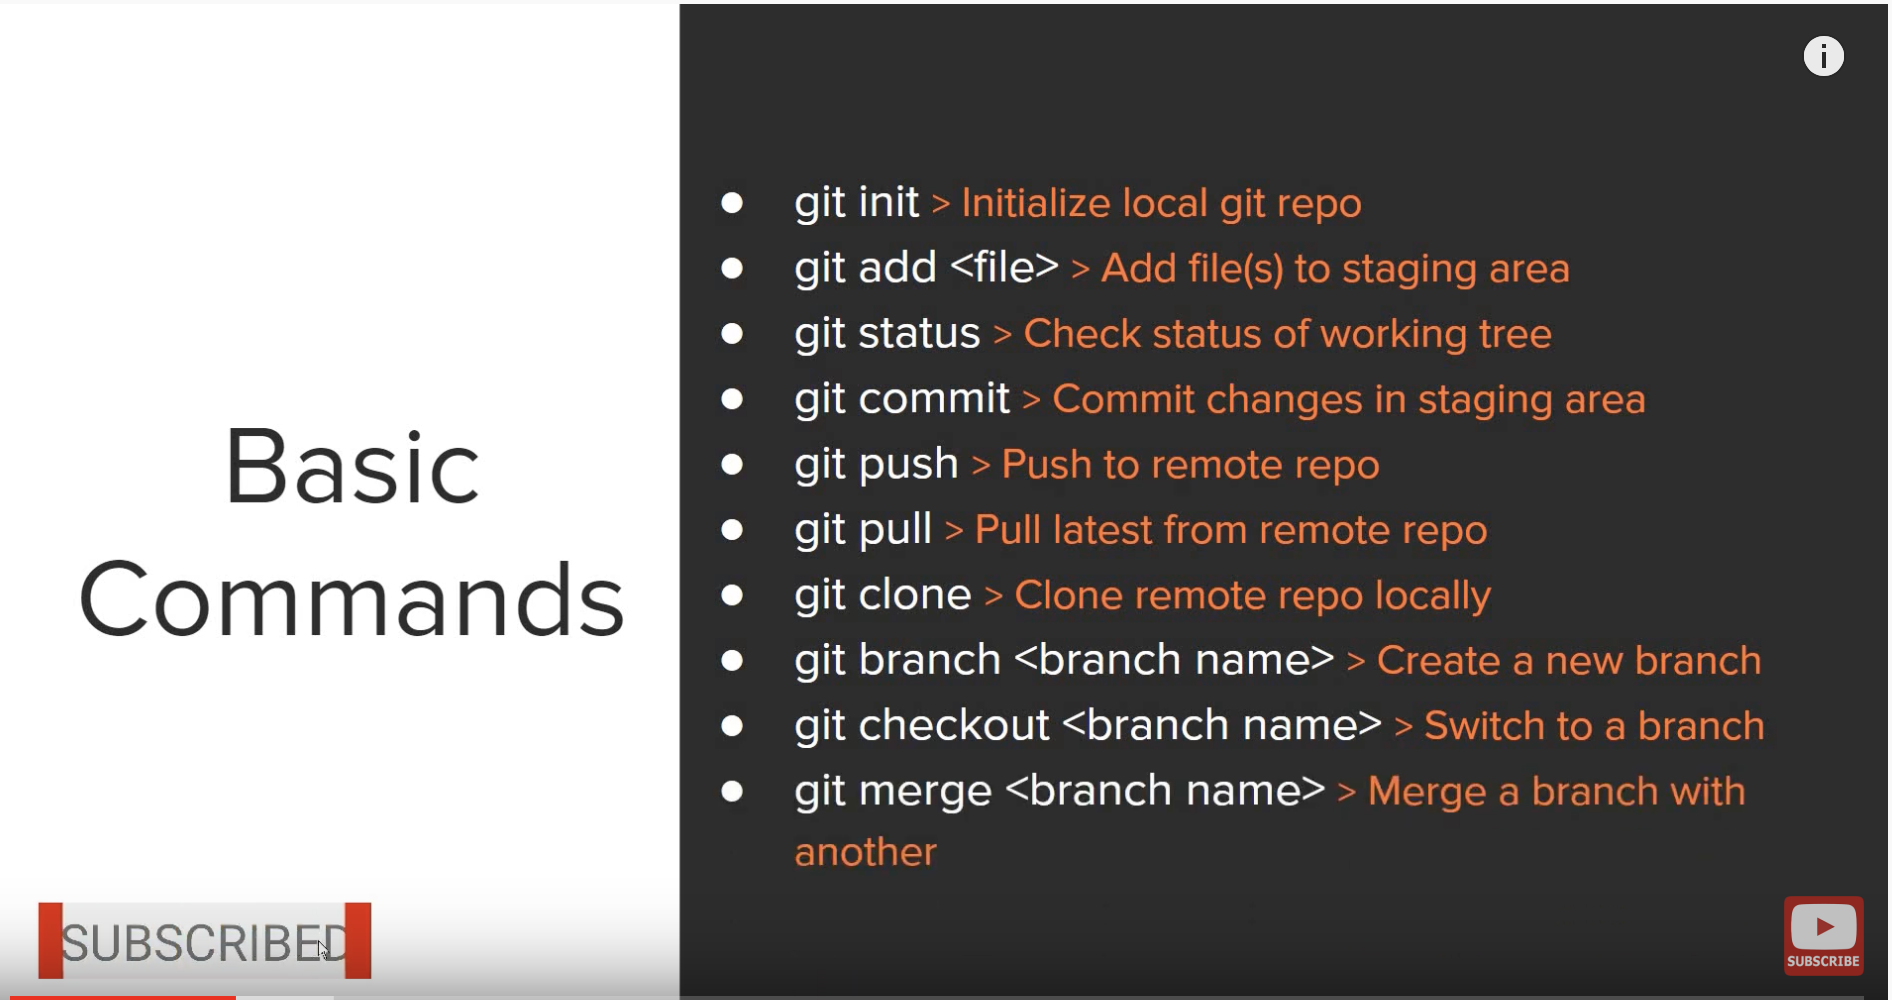 Basic
Commands
● git init > Initialize local git repo
● git add <file> > Add file(s) to staging area
● git status > Check status of working tree
● git commit > Commit changes in staging area
● git push > Push to remote repo
● git pull > Pull latest from remote repo
● git clone > Clone remote repo locally
● git branch <branch name> > Create a new branch
● git checkout <branch name> > Switch to a branch
● git merge <branch name> > Merge a branch with
another
SUBSCRIBED
SUBSCRIBE
i